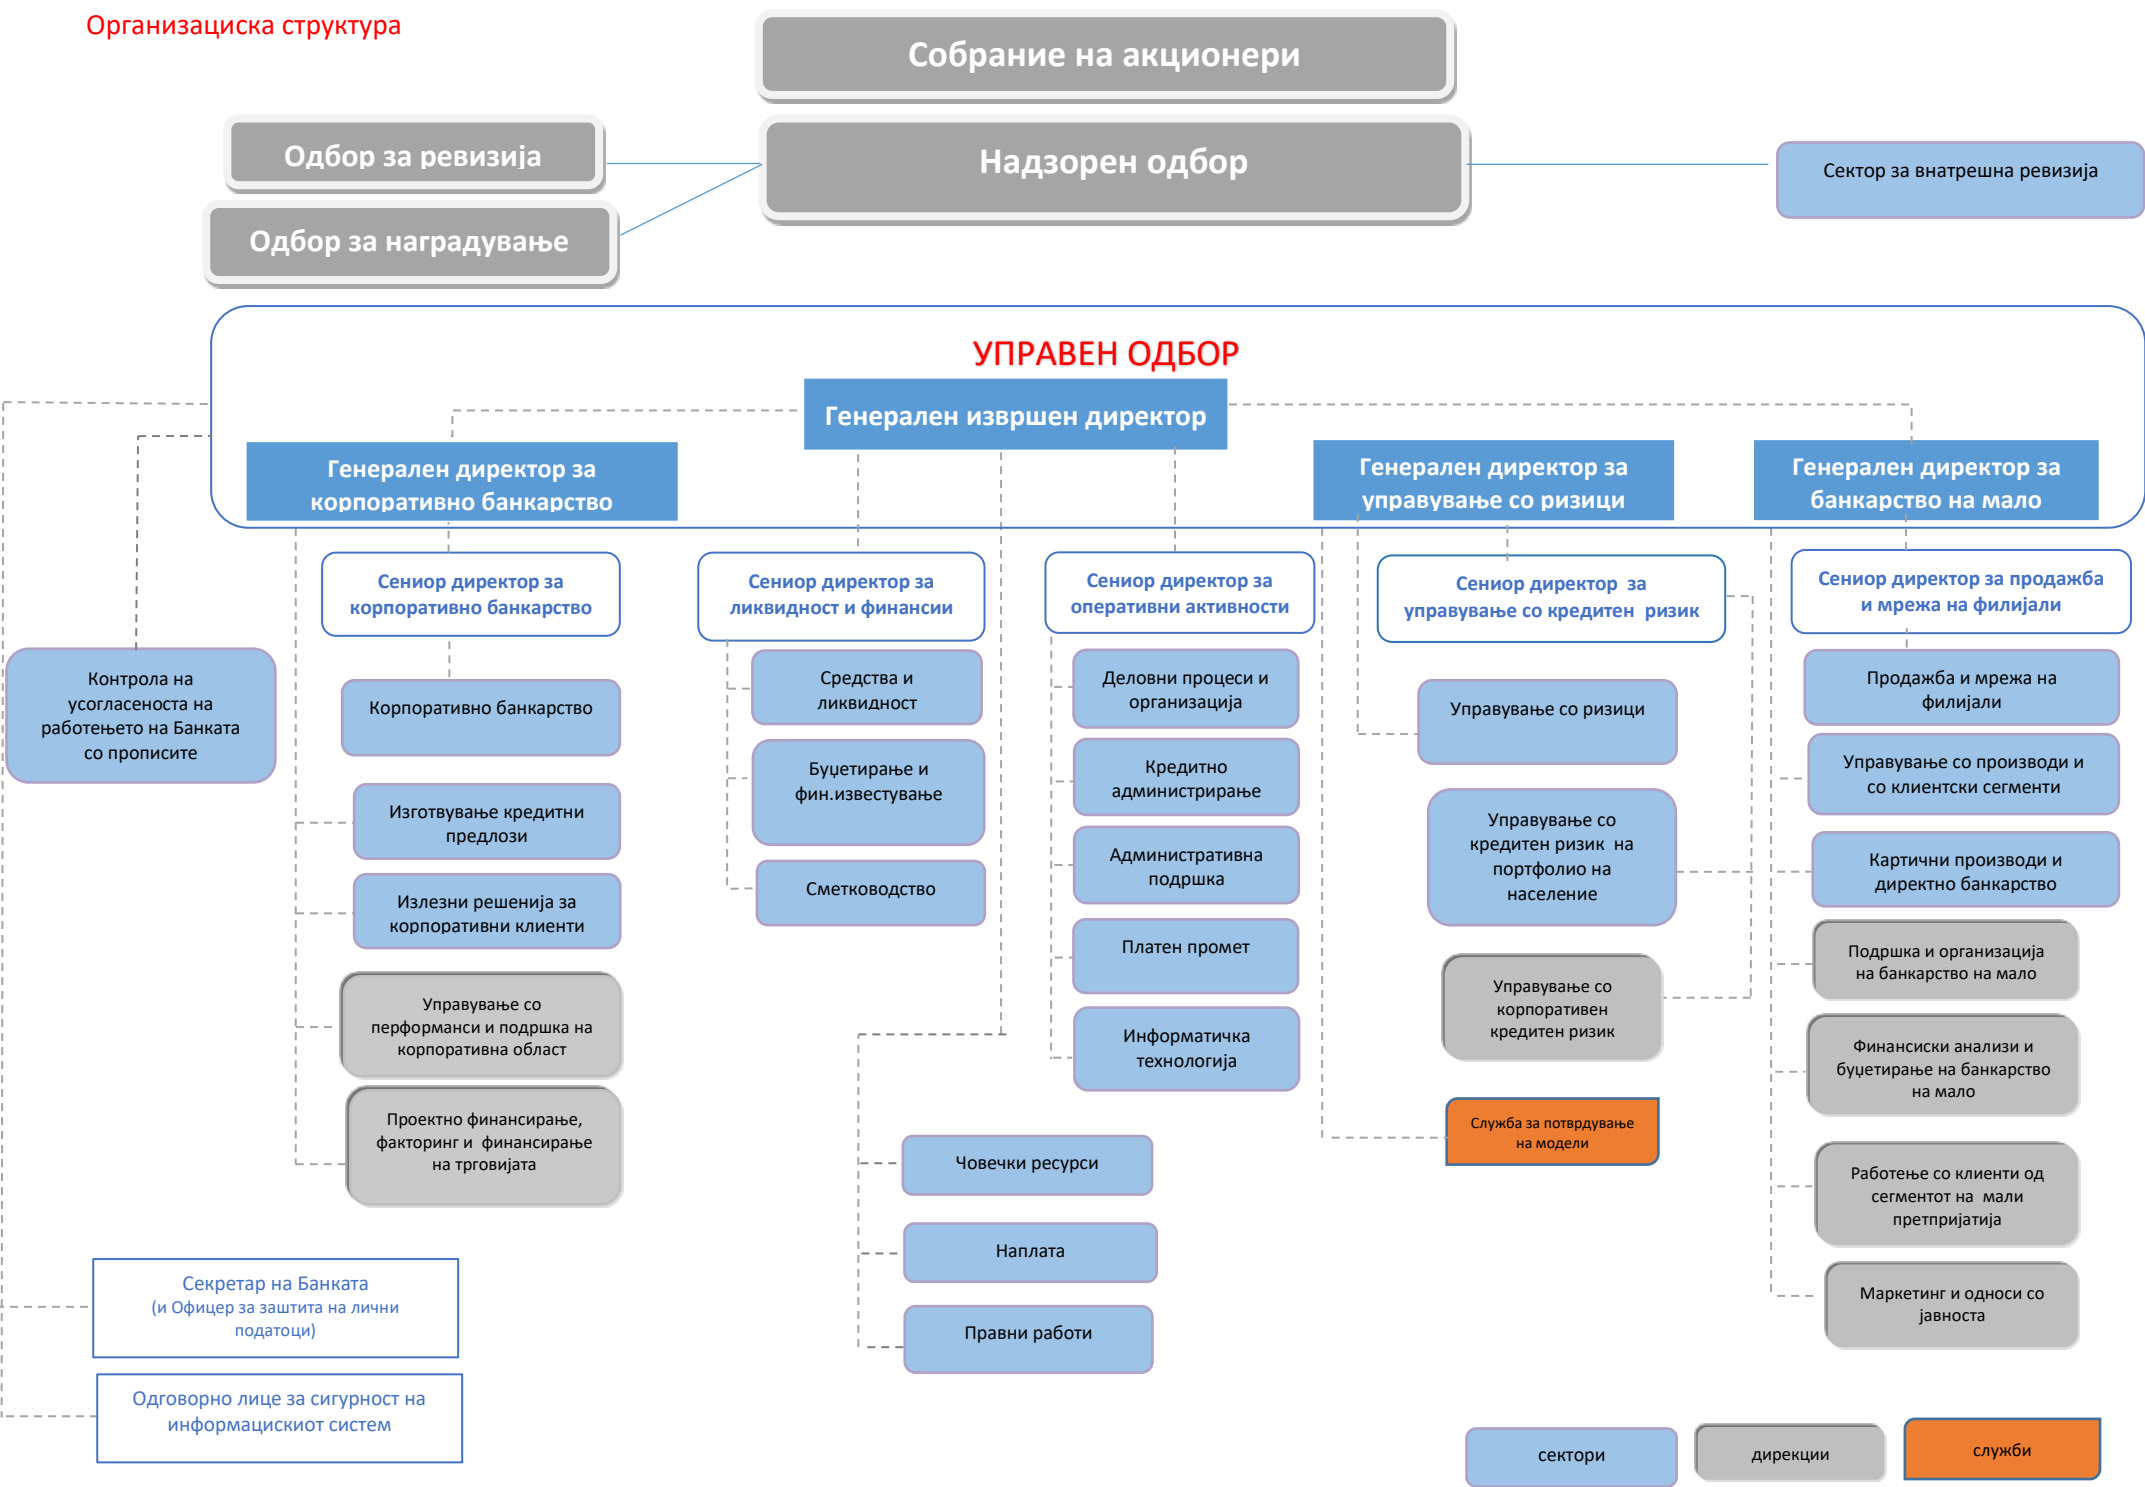 Организациска структура
Собрание на акционери
Одбор за ревизија
Надзорен одбор
Сектор за внатрешна ревизија
Одбор за наградување
УПРАВЕН ОДБОР
Генерален извршен директор
Генерален директор за
корпоративно банкарство
Генерален директор за
управување со ризици
Генерален директор за
банкарство на мало
Сениор директор за
корпоративно банкарство
Сениор директор за
ликвидност и финансии
Сениор директор за
оперативни активности
Сениор директор  за
управување со кредитен  ризик
Сениор директор за продажба
и мрежа на филијали
Контрола на
усогласеноста на
работењето на Банката
со прописите
Корпоративно банкарство
Изготвување кредитни
предлози
Излезни решенија за
корпоративни клиенти
Управување со
перформанси и подршка на
корпоративна област
Проектно финансирање,
факторинг и  финансирање
на трговијата
Средства и
ликвидност
Буџетирање и
фин.известување
Сметководство
Деловни процеси и
организација
Кредитно
администрирање
Административна
подршка
Платен промет
Информатичка
технологија
Човечки ресурси
Наплата
Правни работи
Управување со ризици
Управување со
кредитен ризик  на
портфолио на
население
Управување со
корпоративен
кредитен ризик
Служба за потврдување
на модели
Продажба и мрежа на
филијали
Управување со производи и
со клиентски сегменти
Картични производи и
директно банкарство
Подршка и организација
на банкарство на мало
Финансиски анализи и
буџетирање на банкарство
на мало
Работење со клиенти од
сегментот на  мали
претпријатија
Маркетинг и односи со
јавноста
Секретар на Банката
(и Офицер за заштита на лични
податоци)
Одговорно лице за сигурност на
информацискиот систем
сектори
дирекции
служби